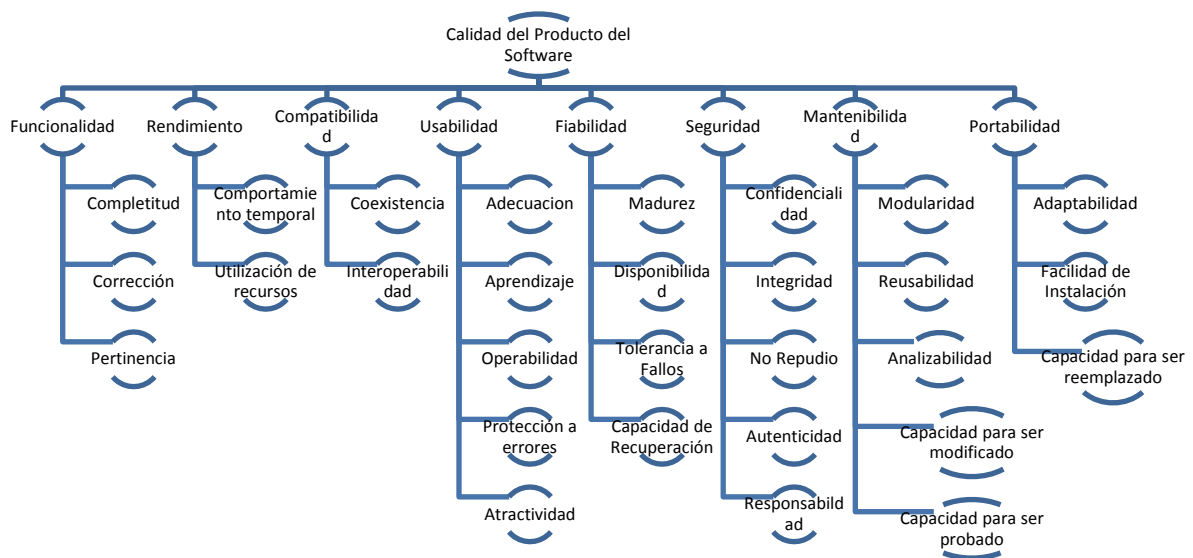 Calidad del Producto del
Software
Funcionalidad
Rendimiento
Compatibilida
d
Usabilidad
Fiabilidad
Seguridad
Mantenibilida
d
Portabilidad
Completitud
Corrección
Pertinencia
Comportamie
nto temporal
Utilización de
recursos
Coexistencia
Interoperabili
dad
Adecuacion
Aprendizaje
Operabilidad
Protección a
errores
Atractividad
Madurez
Disponibilida
d
Tolerancia a
Fallos
Capacidad de
Recuperación
Confidenciali
dad
Integridad
No Repudio
Autenticidad
Responsabild
ad
Modularidad
Reusabilidad
Analizabilidad
Capacidad para ser
modificado
Capacidad para ser
probado
Adaptabilidad
Facilidad de
Instalación
Capacidad para ser
reemplazado